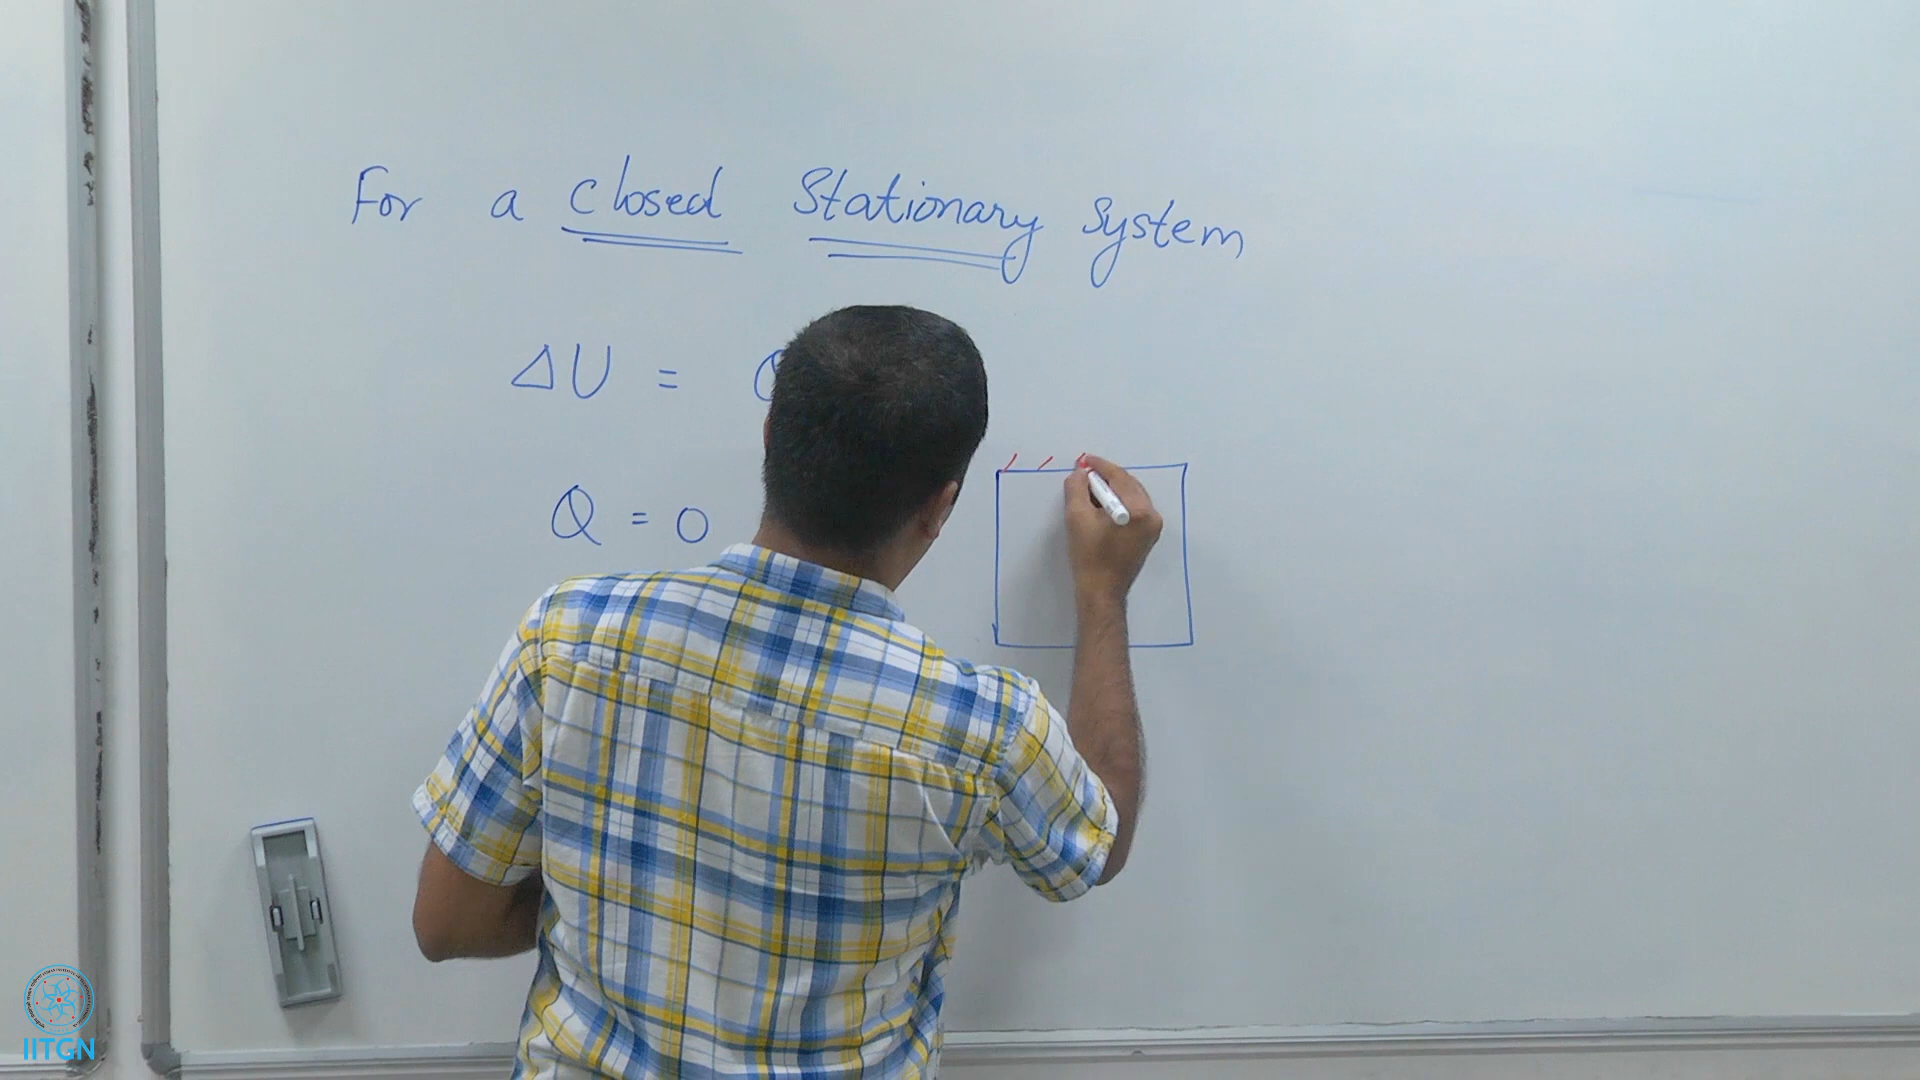 For a closed Stationary System
ΔU = Q
Q = 0
IITGN